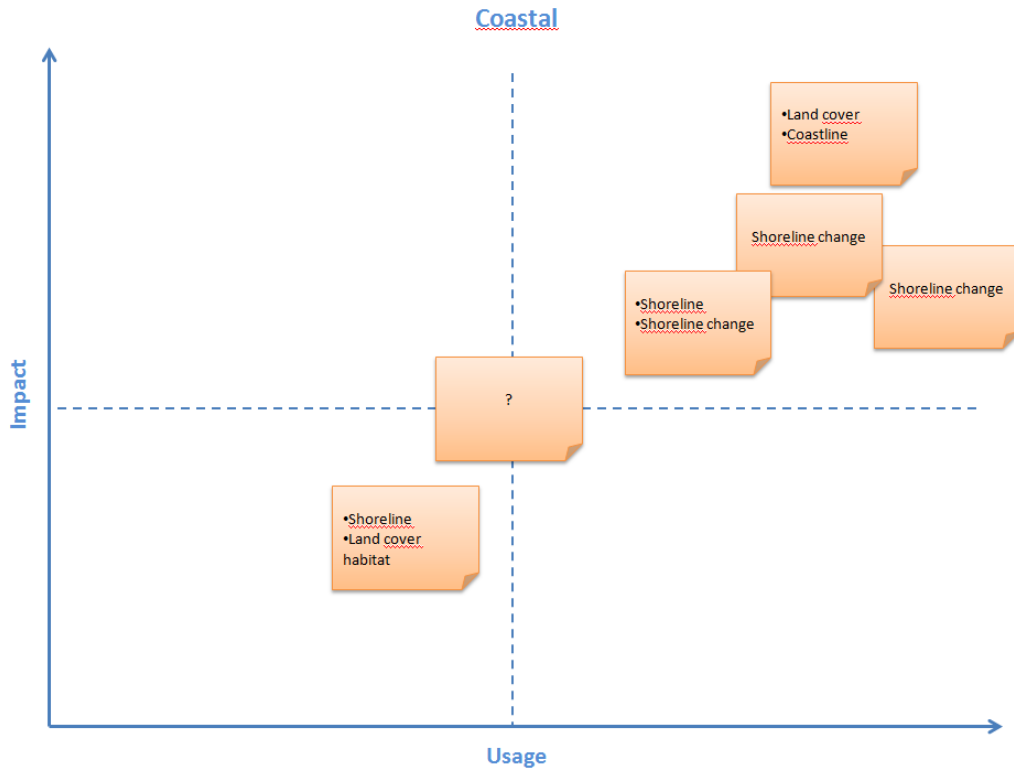 Coastal
•Land cover
•Coastline
Shoreline change
Shoreline change
•Shoreline
•Shoreline change
?
•Shoreline
•Land cover
habitat
Impact
Usage